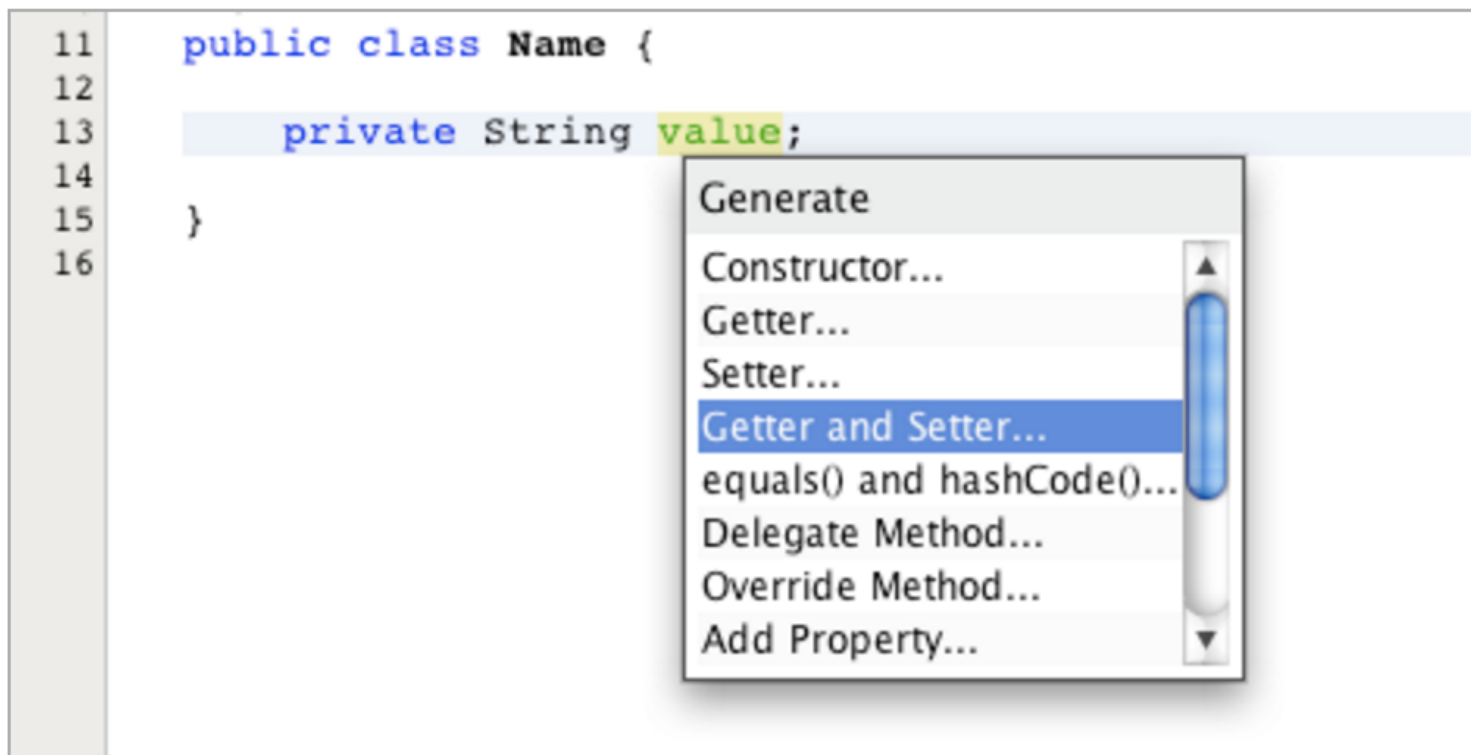 11 public class Name {
12
13 private String value;
14
15 }
16
Generate
Constructor...
Getter...
Setter...
Getter and Setter...
equals() and hashCode()...
Delegate Method...
Override Method...
Add Property...